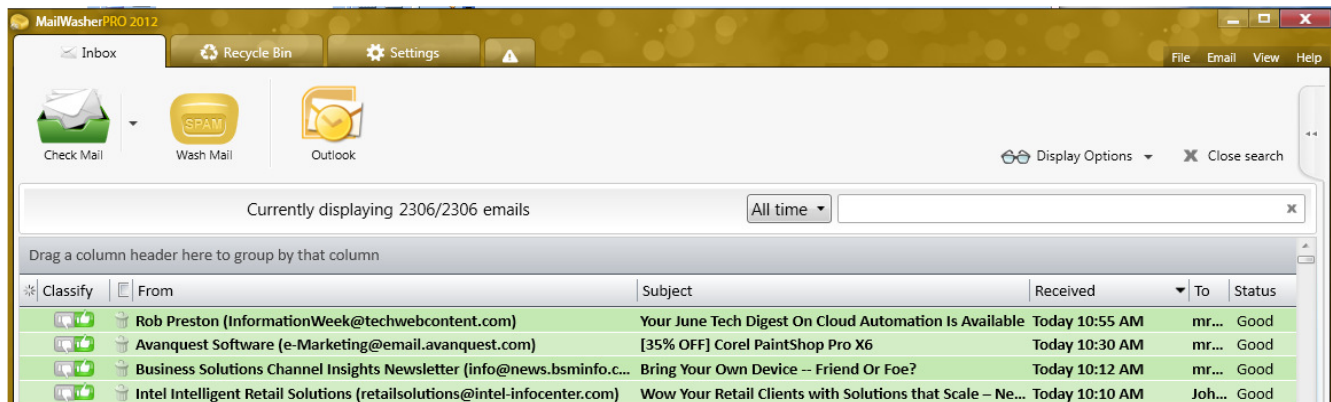 MailWasherPRO 2012
Inbox
Recycle Bin
Settings
File Email View Help
SPAM
Check Mail
Wash Mail
Outlook
Display Options
Close search
Currently displaying 2306/2306 emails
All time
Drag a column header here to group by that column
Classify From Subject Received To Status
Rob Preston (InformationWeek@techwebcontent.com) Your June Tech Digest On Cloud Automation Is Available Today 10:55 AM mr... Good
Avanquest Software (e-Marketing@email.avanquest.com) [35% OFF] Corel PaintShop Pro X6 Today 10:30 AM mr... Good
Business Solutions Channel Insights Newsletter (info@news.bsminfo.c... Bring Your Own Device -- Friend Or Foe? Today 10:12 AM mr... Good
Intel Intelligent Retail Solutions (retailsolutions@intel-infocenter.com) Wow Your Retail Clients with Solutions that Scale – Ne... Today 10:10 AM Joh... Good